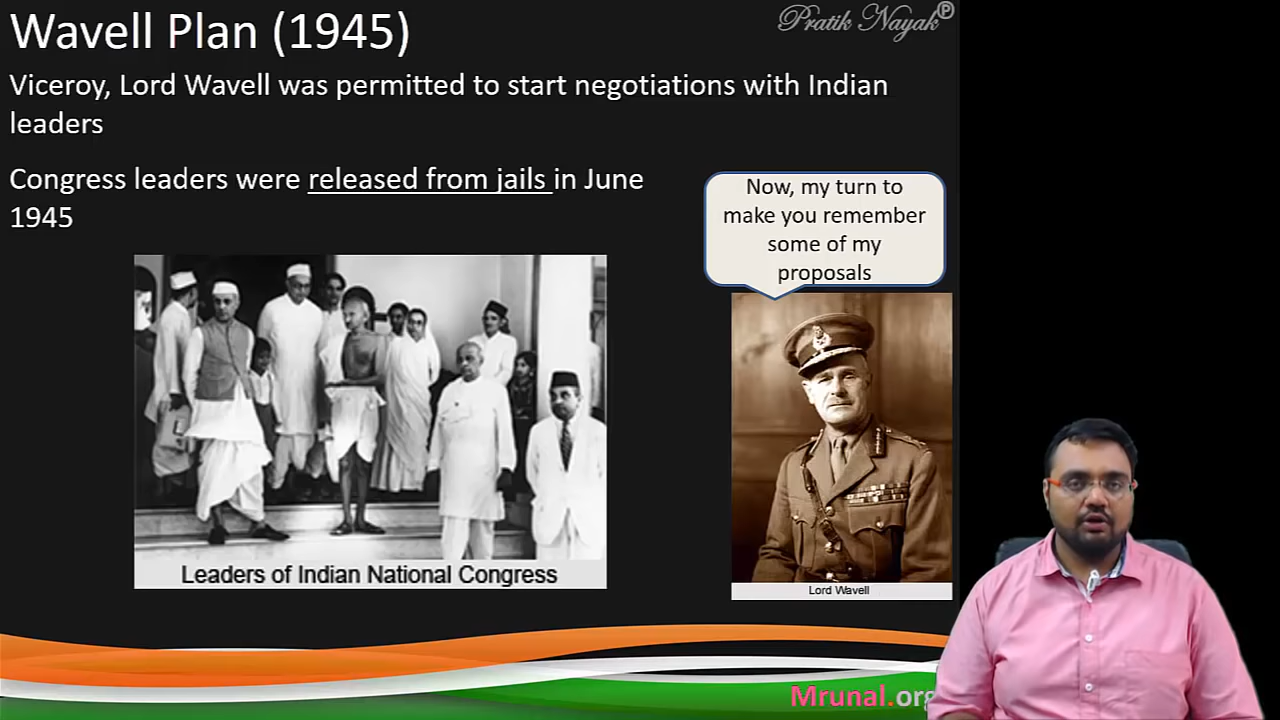 Wavell Plan (1945)
Pratik Nayak℗
Viceroy, Lord Wavell was permitted to start negotiations with Indian
leaders
Congress leaders were released from jails in June
1945
Now, my turn to
make you remember
some of my
proposals
Leaders of Indian National Congress
Lord Wavell
Mrunal.org